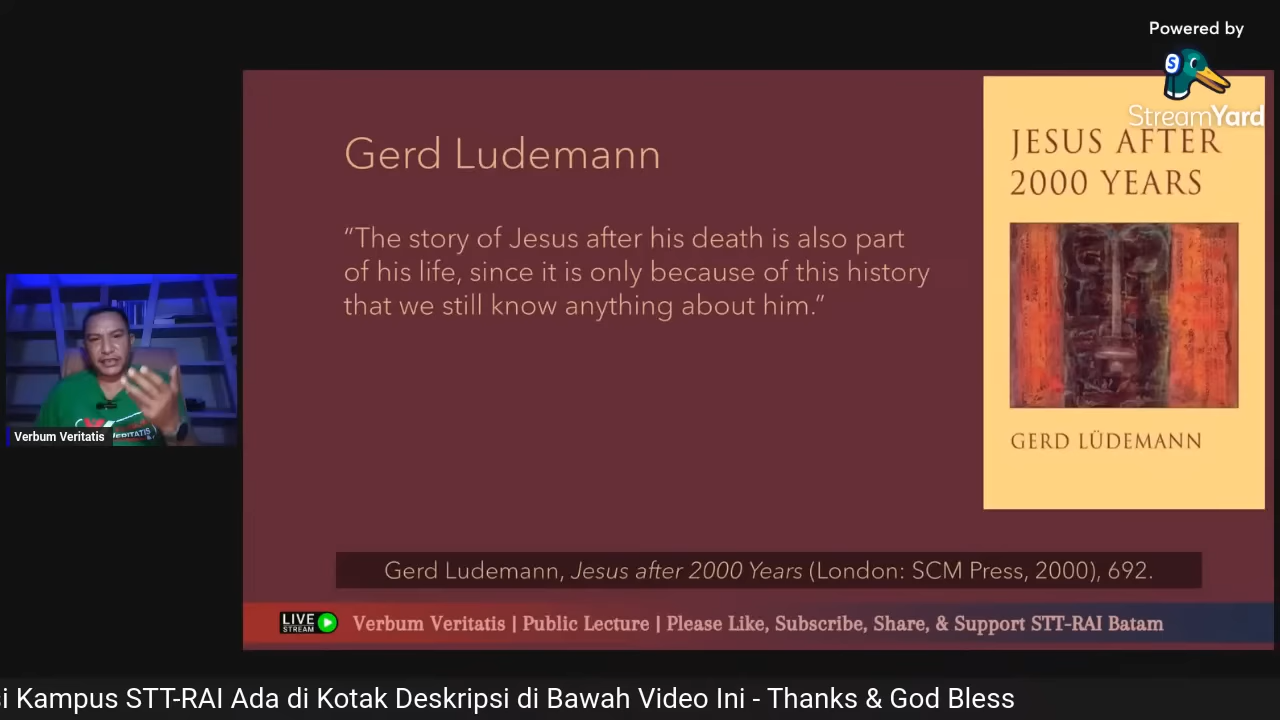 Powered by
StreamYard
Gerd Ludemann
“The story of Jesus after his death is also part
of his life, since it is only because of this history
that we still know anything about him.”
JESUS AFTER
2000 YEARS
GERD LÜDEMANN
VERITATIS
Verbum Veritatis
Gerd Ludemann, Jesus after 2000 Years (London: SCM Press, 2000), 692.
LIVE
STREAM
Verbum Veritatis | Public Lecture | Please Like, Subscribe, Share, & Support STT-RAI Batam
Kampus STT-RAI Ada di Kotak Deskripsi di Bawah Video Ini - Thanks & God Bless